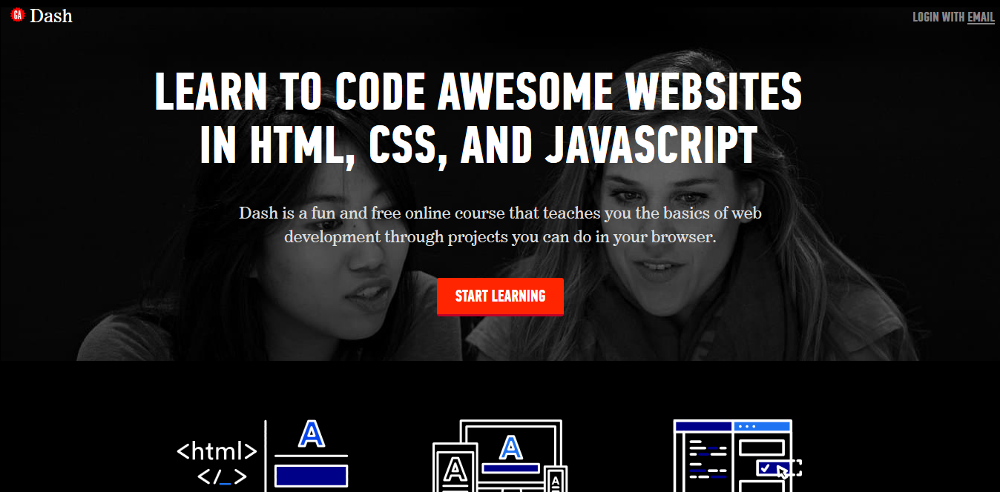 GA Dash
LOGIN WITH EMAIL
LEARN TO CODE AWESOME WEBSITES
IN HTML, CSS, AND JAVASCRIPT
Dash is a fun and free online course that teaches you the basics of web
development through projects you can do in your browser.
START LEARNING
<html>
</_>
A
A
A
A